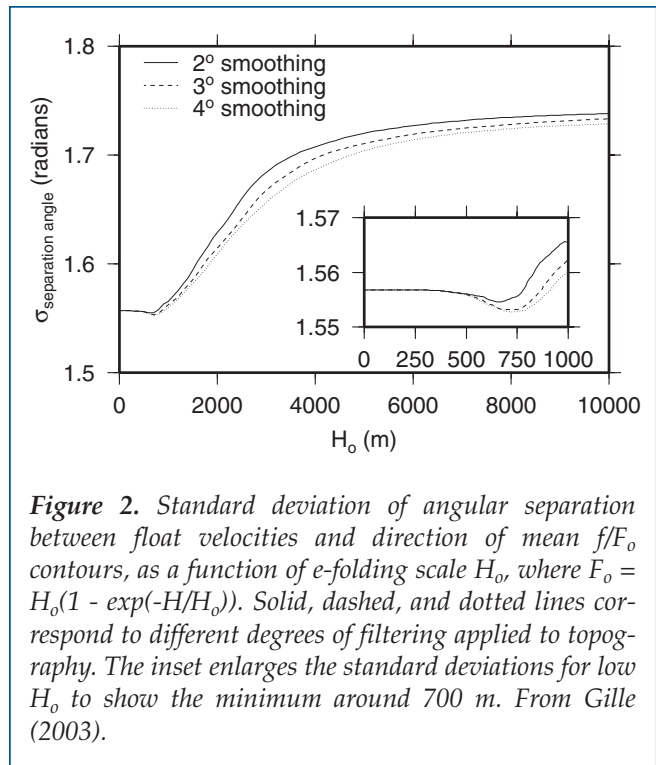 1.8
2º smoothing
3º smoothing
4º smoothing
1.7
σseparation angle (radians)
1.6
1.5
1.57
1.56
1.55
0 250 500 750 1000
0 2000 4000 6000 8000 10000
Ho (m)
Figure 2. Standard deviation of angular separation
between float velocities and direction of mean f/Fo
contours, as a function of e-folding scale Ho, where Fo =
Ho(1 - exp(-H/Ho)). Solid, dashed, and dotted lines cor-
respond to different degrees of filtering applied to topog-
raphy. The inset enlarges the standard deviations for low
Ho to show the minimum around 700 m. From Gille
(2003).